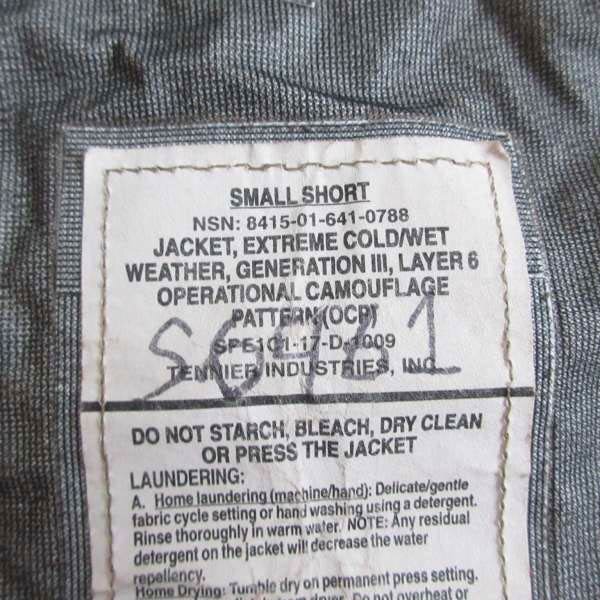 SMALL SHORT
NSN: 8415-01-641-0788
JACKET, EXTREME COLD/WET
WEATHER, GENERATION III, LAYER 6
OPERATIONAL CAMOUFLAGE
PATTERN (OCP)
SPE1C1-17-D-1009
TENNIER INDUSTRIES, INC.
DO NOT STARCH, BLEACH, DRY CLEAN
OR PRESS THE JACKET
LAUNDERING:
A. Home laundering (machine/hand): Delicate/gentle
fabric cycle setting or hand washing using a detergent.
Rinse thoroughly in warm water. NOTE: Any residual
detergent on the jacket will decrease the water
repellency.
Home Drying: Tumble dry on permanent press setting.
Do not overheat or